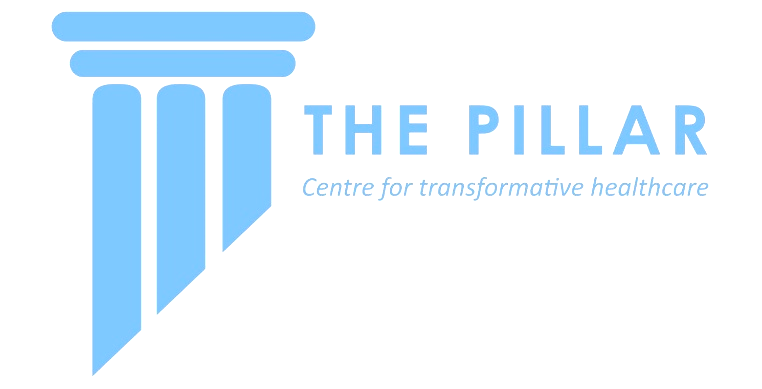 THE PILLAR
Centre for transformative healthcare